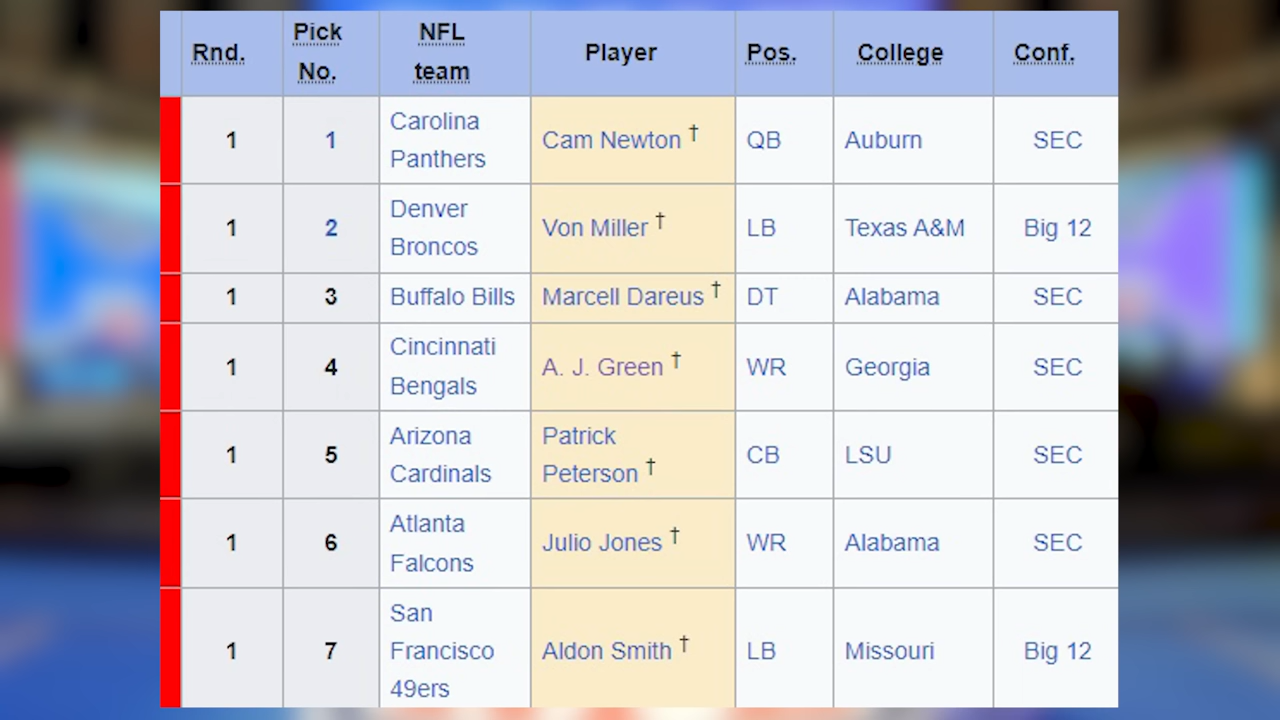 Rnd. Pick No. NFL team Player Pos. College Conf.
1 1 Carolina Panthers Cam Newton † QB Auburn SEC
1 2 Denver Broncos Von Miller † LB Texas A&M Big 12
1 3 Buffalo Bills Marcell Dareus † DT Alabama SEC
1 4 Cincinnati Bengals A. J. Green † WR Georgia SEC
1 5 Arizona Cardinals Patrick Peterson † CB LSU SEC
1 6 Atlanta Falcons Julio Jones † WR Alabama SEC
1 7 San Francisco 49ers Aldon Smith † LB Missouri Big 12